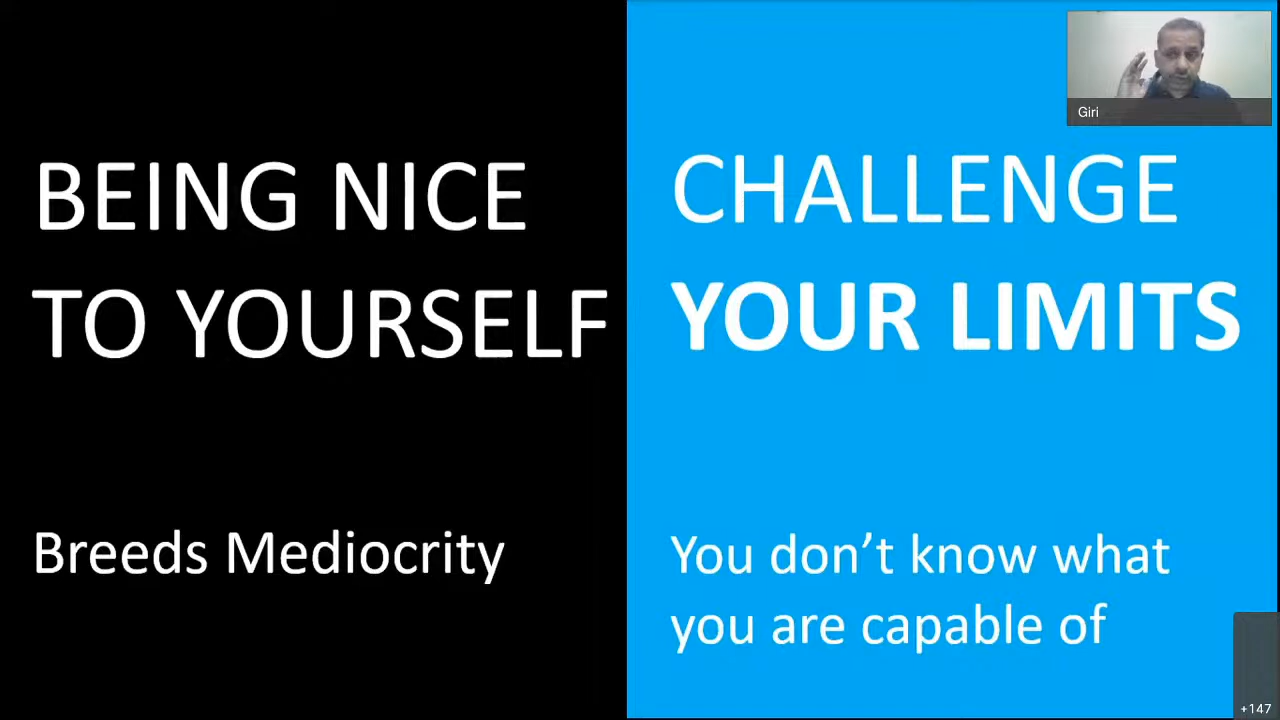 BEING NICE
TO YOURSELF
Breeds Mediocrity
CHALLENGE
YOUR LIMITS
You don’t know what
you are capable of
Giri
+147